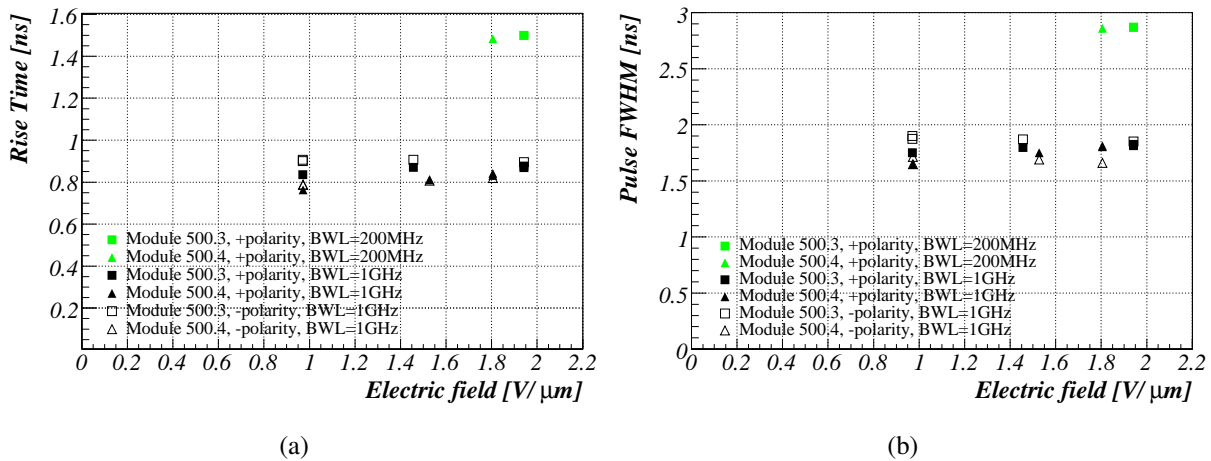 Rise Time [ns]
1.6
1.4
1.2
1
0.8
0.6
0.4
0.2
Module 500.3, +polarity, BWL=200MHz
Module 500.4, +polarity, BWL=200MHz
Module 500.3, +polarity, BWL=1GHz
Module 500.4, +polarity, BWL=1GHz
Module 500.3, -polarity, BWL=1GHz
Module 500.4, -polarity, BWL=1GHz
0 0.2 0.4 0.6 0.8 1 1.2 1.4 1.6 1.8 2 2.2
Electric field [V/ μm]
(a)
Pulse FWHM [ns]
3
2.5
2
1.5
1
0.5
0
Module 500.3, +polarity, BWL=200MHz
Module 500.4, +polarity, BWL=200MHz
Module 500.3, +polarity, BWL=1GHz
Module 500.4, +polarity, BWL=1GHz
Module 500.3, -polarity, BWL=1GHz
Module 500.4, -polarity, BWL=1GHz
0 0.2 0.4 0.6 0.8 1 1.2 1.4 1.6 1.8 2 2.2
Electric field [V/ μm]
(b)